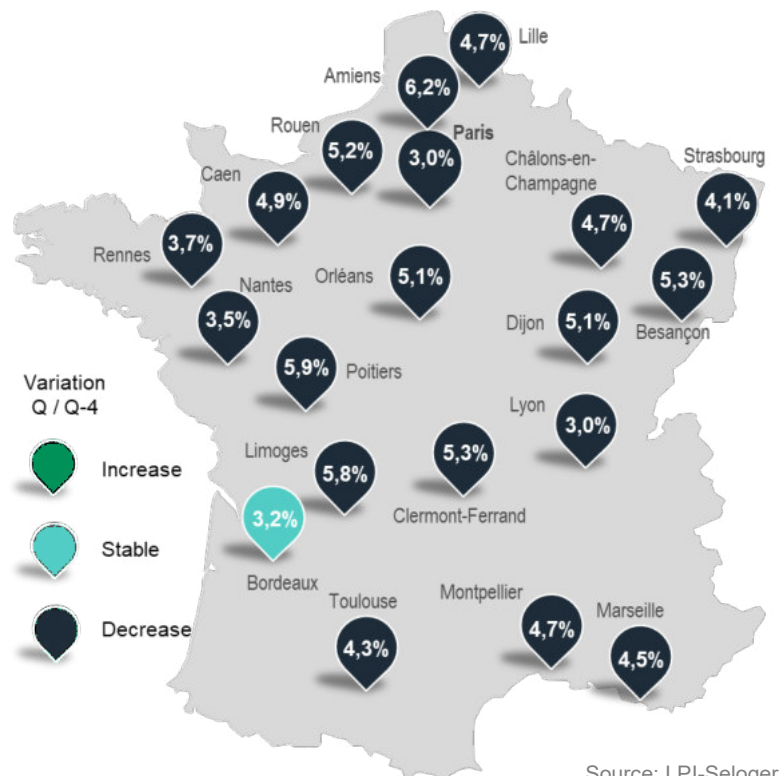 Lille
4,7%
Amiens
6,2%
Rouen
5,2%
Paris
3,0%
Châlons-en-
Champagne
4,7%
Strasbourg
4,1%
Caen
4,9%
Rennes
3,7%
Nantes
3,5%
Orléans
5,1%
Dijon
5,1%
5,3%
Besançon
5,9%
Poitiers
Lyon
3,0%
Limoges
5,8%
5,3%
Clermont-Ferrand
3,2%
Bordeaux
Toulouse
4,3%
Montpellier
4,7%
Marseille
4,5%
Variation
Q / Q-4
Increase
Stable
Decrease
Source: LPI-Seloger